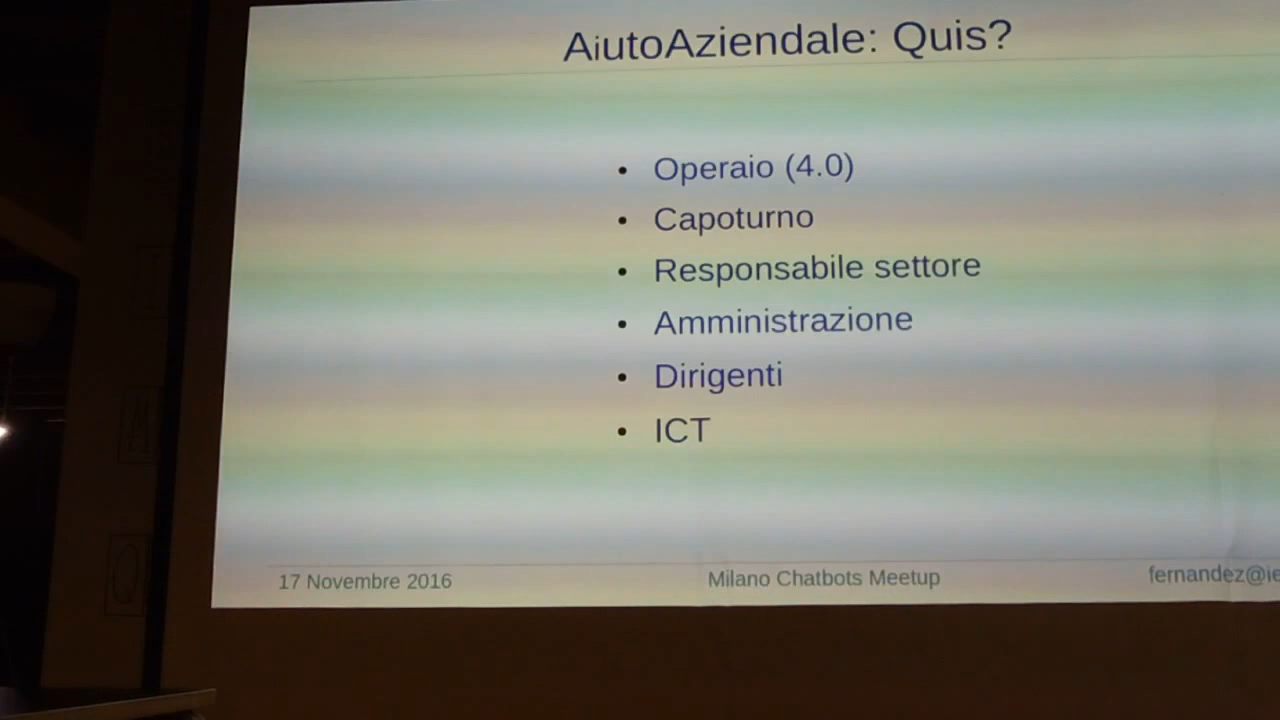 AiutoAziendale: Quis?
• Operaio (4.0)
• Capoturno
• Responsabile settore
• Amministrazione
• Dirigenti
• ICT
17 Novembre 2016
Milano Chatbots Meetup
fernandez@ie